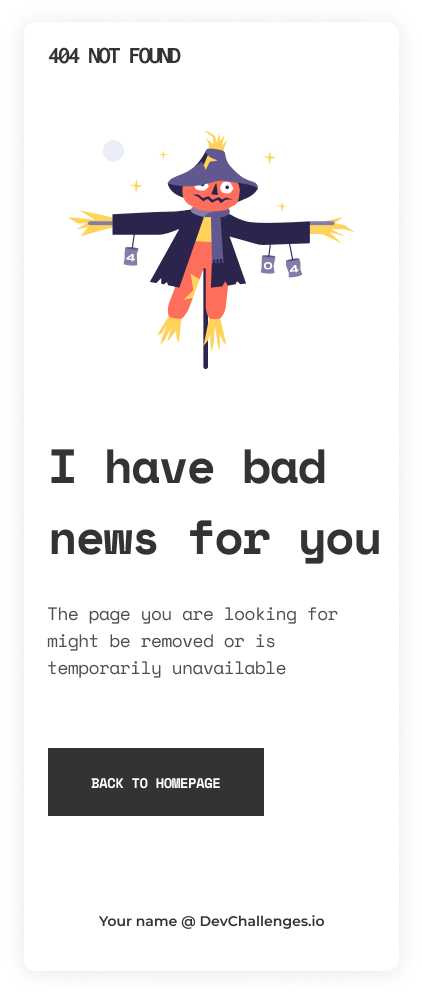 404 NOT FOUND
4
0
4
I have bad
news for you
The page you are looking for
might be removed or is
temporarily unavailable
BACK TO HOMEPAGE
Your name @ DevChallenges.io